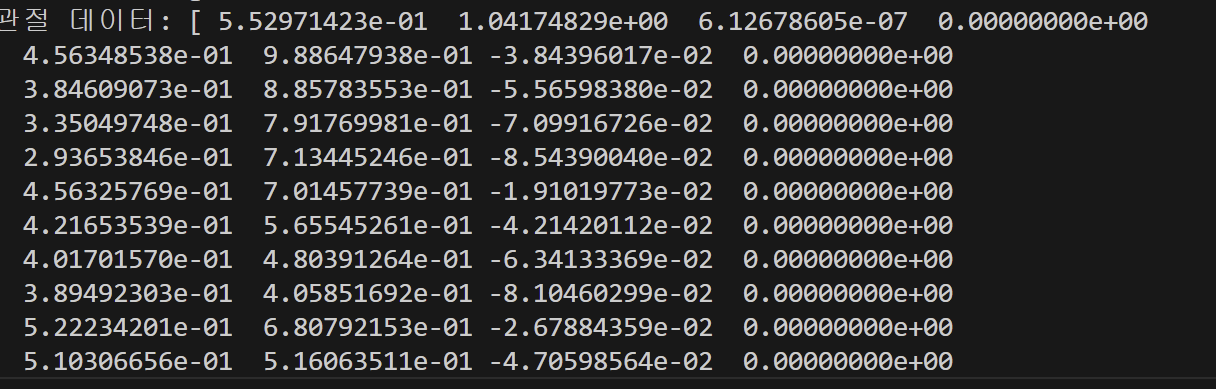 관절 데이터: [ 5.52971423e-01 1.04174829e+00 6.12678605e-07 0.00000000e+00
4.56348538e-01 9.88647938e-01 -3.84396017e-02 0.00000000e+00
3.84609073e-01 8.85783553e-01 -5.56598380e-02 0.00000000e+00
3.35049748e-01 7.91769981e-01 -7.09916726e-02 0.00000000e+00
2.93653846e-01 7.13445246e-01 -8.54390040e-02 0.00000000e+00
4.56325769e-01 7.01457739e-01 -1.91019773e-02 0.00000000e+00
4.21653539e-01 5.65545261e-01 -4.21420112e-02 0.00000000e+00
4.01701570e-01 4.80391264e-01 -6.34133369e-02 0.00000000e+00
3.89492303e-01 4.05851692e-01 -8.10460299e-02 0.00000000e+00
5.22234201e-01 6.80792153e-01 -2.67884359e-02 0.00000000e+00
5.10306656e-01 5.16063511e-01 -4.70598564e-02 0.00000000e+00